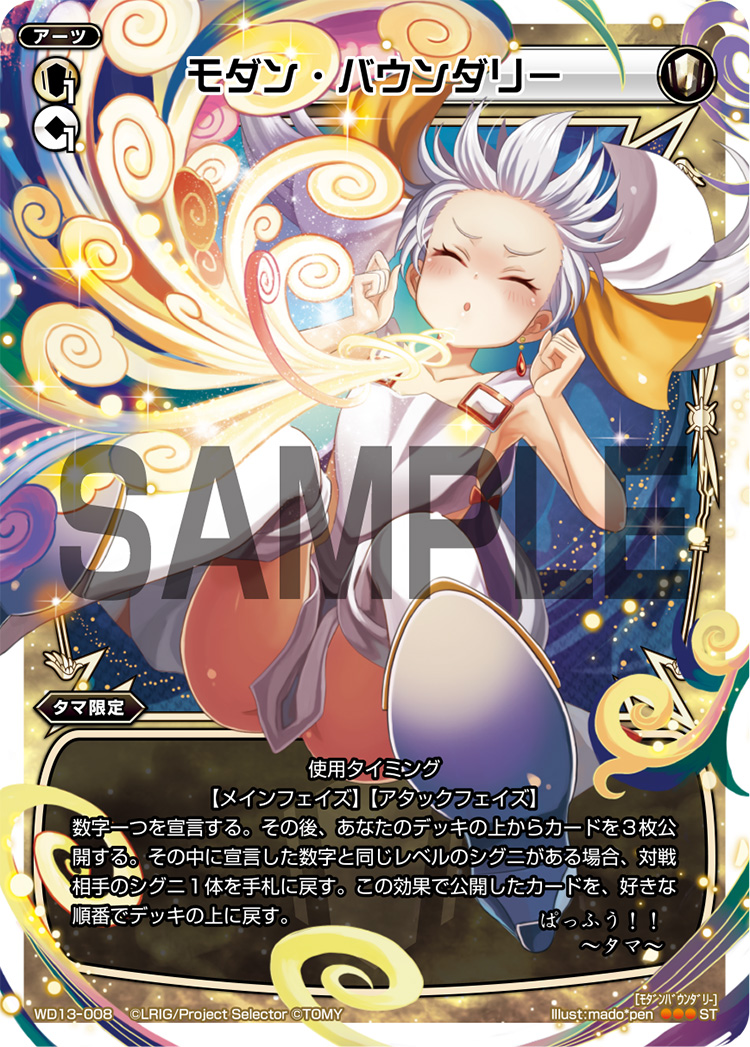 アーツ
モダン・バウンダリー
1
1
SAMPLE
タマ限定
使用タイミング
【メインフェイズ】【アタックフェイズ】
数字一つを宣言する。その後、あなたのデッキの上からカードを3枚公
開する。その中に宣言した数字と同じレベルのシグニがある場合、対戦
相手のシグニ1体を手札に戻す。この効果で公開したカードを、好きな
順番でデッキの上に戻す。
ぱっふう！！
～タマ～
[ﾓﾀﾞﾝﾊﾞｳﾝﾀﾞﾘｰ]
WD13-008 ©LRIG/Project Selector ©TOMY Illust:mado*pen ST